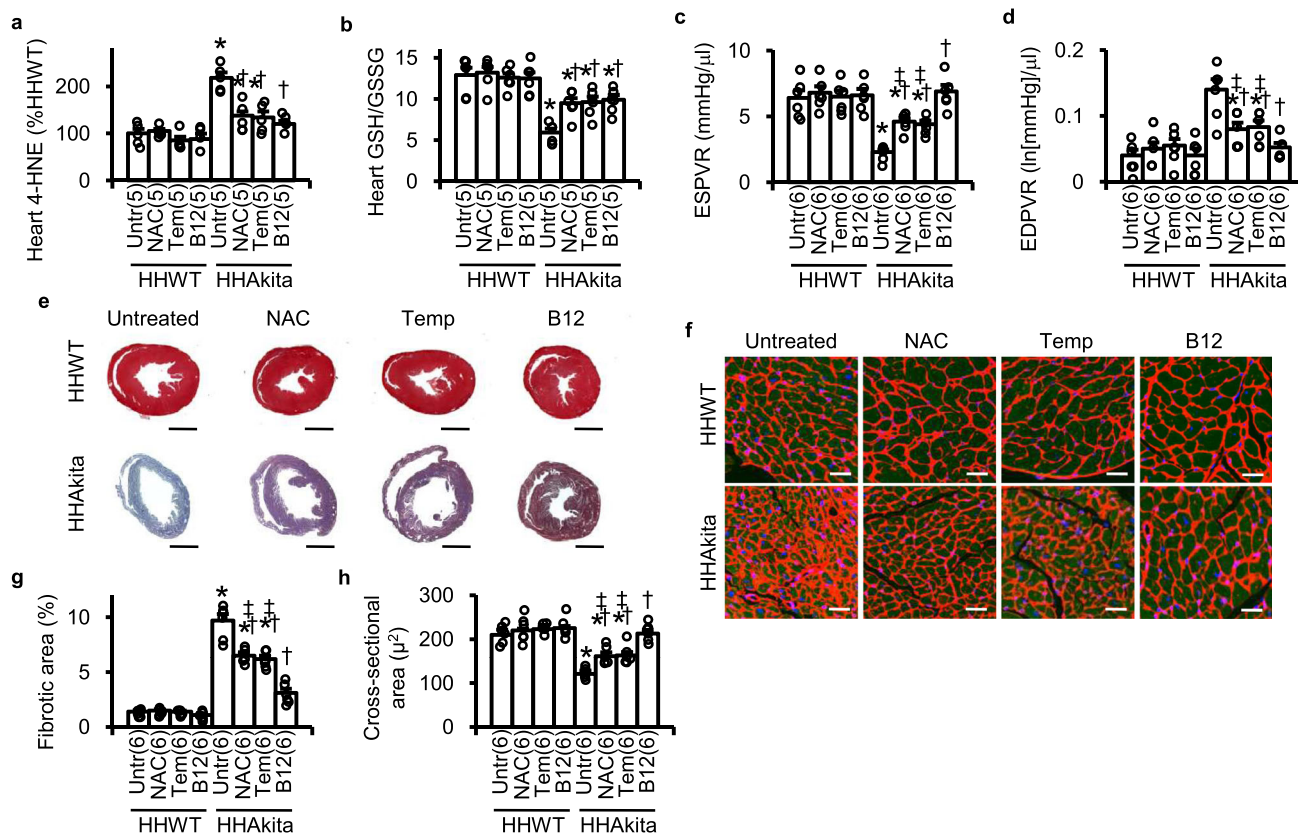 a
Heart 4-HNE (%HHWT)
200
100
0
*
*†
*†
†
Untr(5)
NAC(5)
Tem(5)
B12(5)
Untr(5)
NAC(5)
Tem(5)
B12(5)
HHWT
HHAkita
b
Heart GSH/GSSG
15
10
5
0
*
*†
*†
*†
Untr(5)
NAC(5)
Tem(5)
B12(5)
Untr(5)
NAC(5)
Tem(5)
B12(5)
HHWT
HHAkita
c
ESPVR (mmHg/μl)
10
5
0
*
‡
*†
‡
*†
†
Untr(6)
NAC(6)
Tem(6)
B12(6)
Untr(6)
NAC(6)
Tem(6)
B12(6)
HHWT
HHAkita
d
EDPVR (ln[mmHg]/μl)
0.2
0.1
0
*
‡
*†
‡
*†
†
Untr(6)
NAC(6)
Tem(6)
B12(6)
Untr(6)
NAC(6)
Tem(6)
B12(6)
HHWT
HHAkita
e
Untreated NAC Temp B12
HHWT
HHAkita
f
Untreated NAC Temp B12
HHWT
HHAkita
g
Fibrotic area (%)
10
5
0
*
‡
*†
‡
*†
†
Untr(6)
NAC(6)
Tem(6)
B12(6)
Untr(6)
NAC(6)
Tem(6)
B12(6)
HHWT
HHAkita
h
Cross-sectional
area (μ²)
300
200
100
0
*
‡
*†
‡
*†
†
Untr(6)
NAC(6)
Tem(6)
B12(6)
Untr(6)
NAC(6)
Tem(6)
B12(6)
HHWT
HHAkita